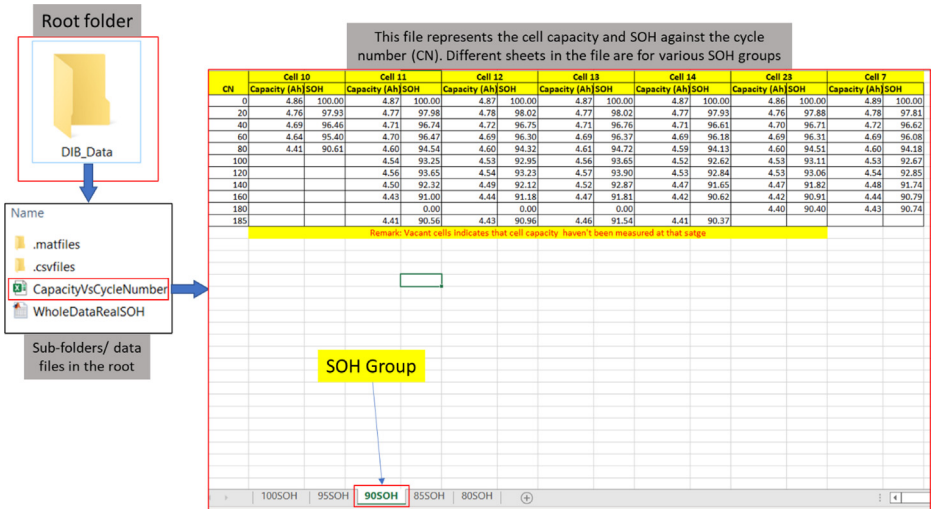 Root folder
DIB_Data
Name
.matfiles
.csvfiles
CapacityVsCycleNumber
WholeDataRealSOH
Sub-folders/ data
files in the root
This file represents the cell capacity and SOH against the cycle
number (CN). Different sheets in the file are for various SOH groups
Cell 10 Cell 11 Cell 12 Cell 13 Cell 14 Cell 23 Cell 7
CN Capacity (Ah) SOH Capacity (Ah) SOH Capacity (Ah) SOH Capacity (Ah) SOH Capacity (Ah) SOH Capacity (Ah) SOH Capacity (Ah) SOH
0 4.86 100.00 4.87 100.00 4.87 100.00 4.87 100.00 4.87 100.00 4.86 100.00 4.89 100.00
20 4.76 97.93 4.77 97.98 4.78 98.02 4.77 98.02 4.77 97.93 4.76 97.88 4.78 97.81
40 4.69 96.46 4.71 96.74 4.72 96.75 4.71 96.76 4.71 96.61 4.70 96.71 4.72 96.62
60 4.64 95.40 4.70 96.47 4.69 96.30 4.69 96.37 4.69 96.18 4.69 96.31 4.69 96.08
80 4.41 90.61 4.60 94.54 4.60 94.32 4.61 94.72 4.59 94.13 4.60 94.51 4.60 94.18
100 4.54 93.25 4.53 92.95 4.56 93.65 4.52 92.62 4.53 93.11 4.53 92.67
120 4.56 93.65 4.54 93.23 4.57 93.90 4.53 92.84 4.53 93.06 4.54 92.85
140 4.50 92.32 4.49 92.12 4.52 92.87 4.47 91.65 4.47 91.82 4.48 91.74
160 4.43 91.00 4.44 91.18 4.47 91.81 4.42 90.62 4.42 90.91 4.44 90.79
180 0.00 0.00 0.00 4.40 90.40 4.43 90.74
185 4.41 90.56 4.43 90.96 4.46 91.54 4.41 90.37
Remark: Vacant cells indicates that cell capacity haven't been measured at that satge
SOH Group
100SOH 95SOH 90SOH 85SOH 80SOH